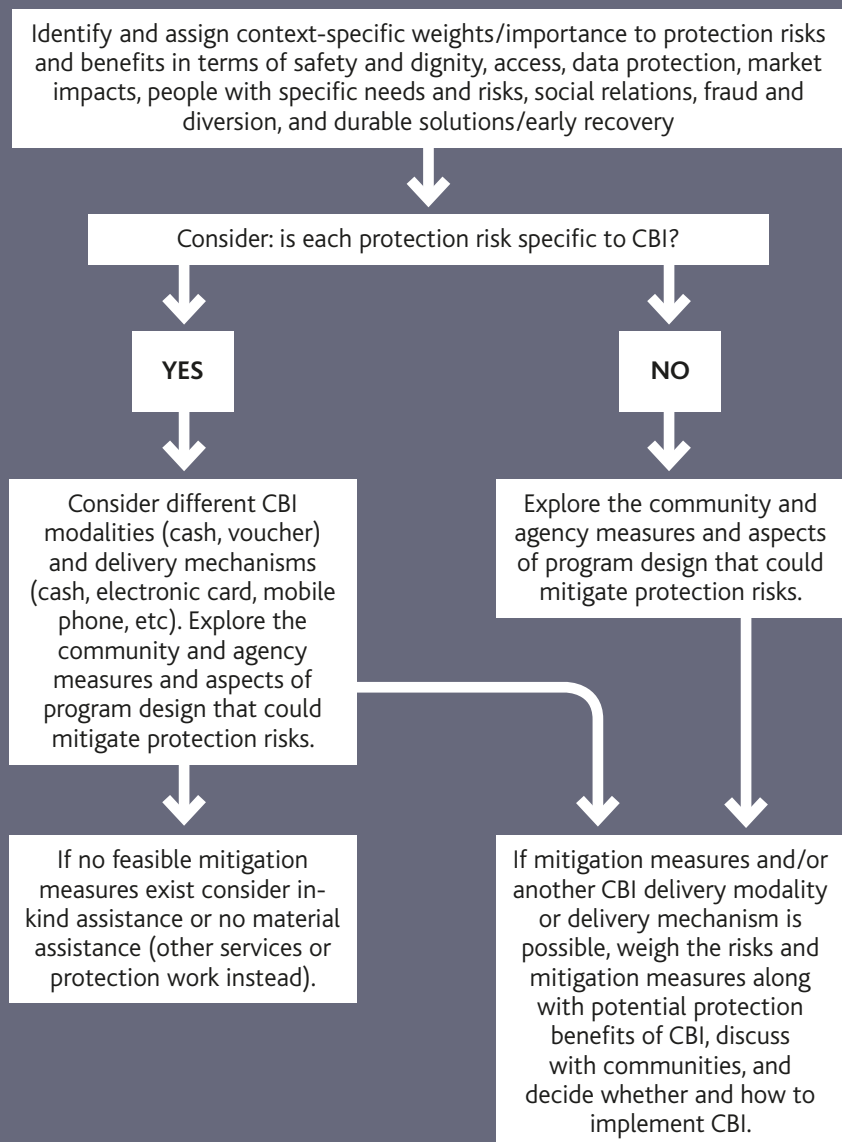 Identify and assign context-specific weights/importance to protection risks
and benefits in terms of safety and dignity, access, data protection, market
impacts, people with specific needs and risks, social relations, fraud and
diversion, and durable solutions/early recovery
Consider: is each protection risk specific to CBI?
YES
NO
Consider different CBI
modalities (cash, voucher)
and delivery mechanisms
(cash, electronic card, mobile
phone, etc). Explore the
community and agency
measures and aspects of
program design that could
mitigate protection risks.
Explore the community and
agency measures and aspects
of program design that could
mitigate protection risks.
If no feasible mitigation
measures exist consider in-
kind assistance or no material
assistance (other services or
protection work instead).
If mitigation measures and/or
another CBI delivery modality
or delivery mechanism is
possible, weigh the risks and
mitigation measures along
with potential protection
benefits of CBI, discuss
with communities, and
decide whether and how to
implement CBI.